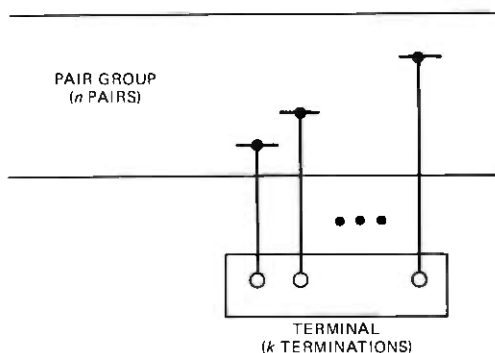 PAIR GROUP
(n PAIRS)
TERMINAL
(k TERMINATIONS)